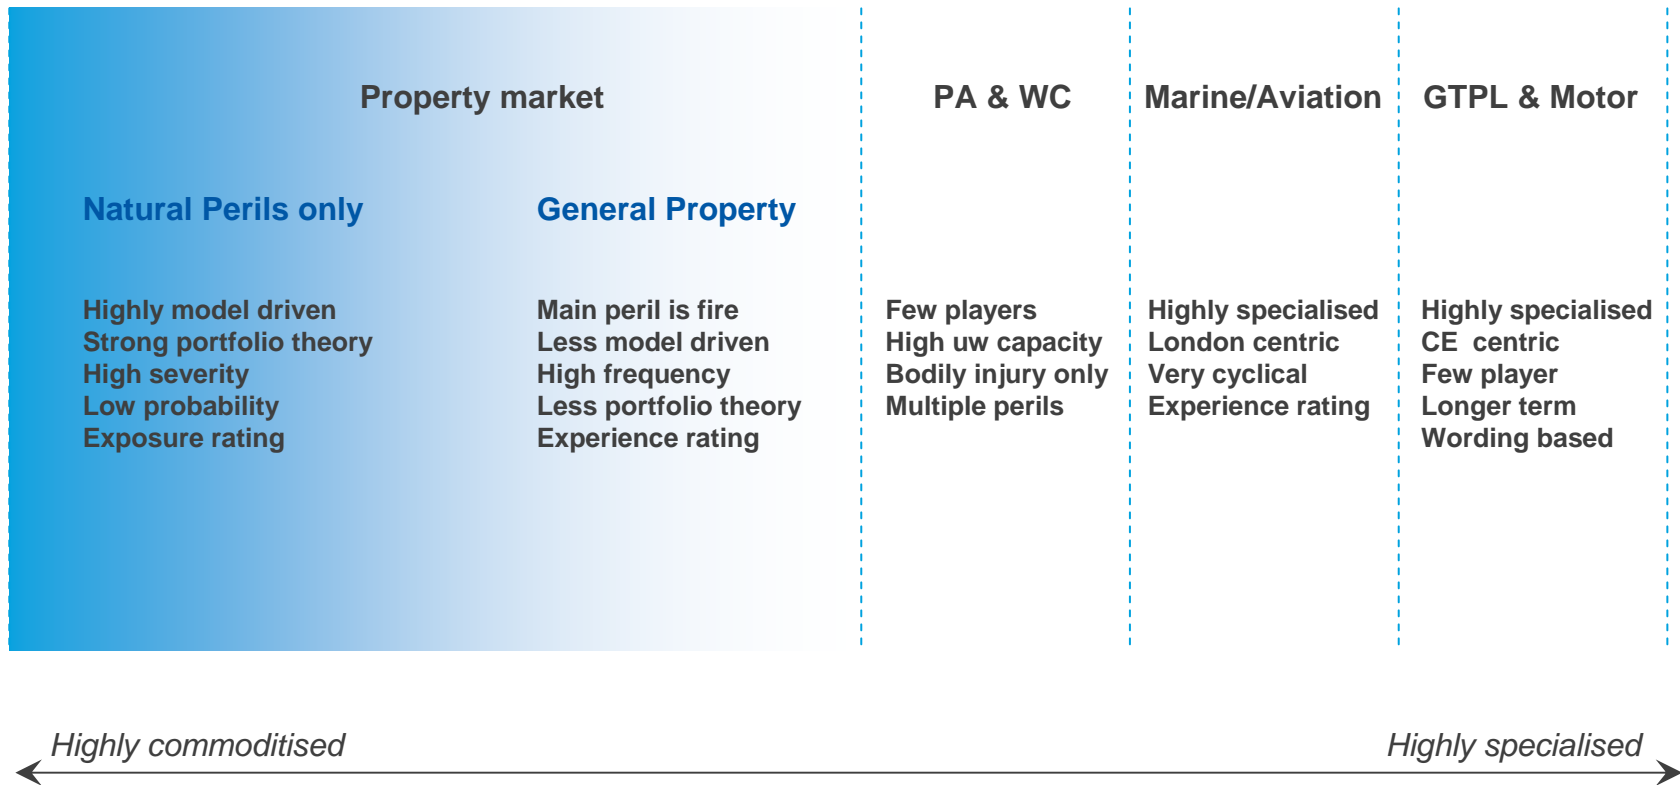 Property market
Natural Perils only
Highly model driven
Strong portfolio theory
High severity
Low probability
Exposure rating
General Property
Main peril is fire
Less model driven
High frequency
Less portfolio theory
Experience rating
PA & WC
Few players
High uw capacity
Bodily injury only
Multiple perils
Marine/Aviation
Highly specialised
London centric
Very cyclical
Experience rating
GTPL & Motor
Highly specialised
CE centric
Few player
Longer term
Wording based
Highly commoditised
Highly specialised